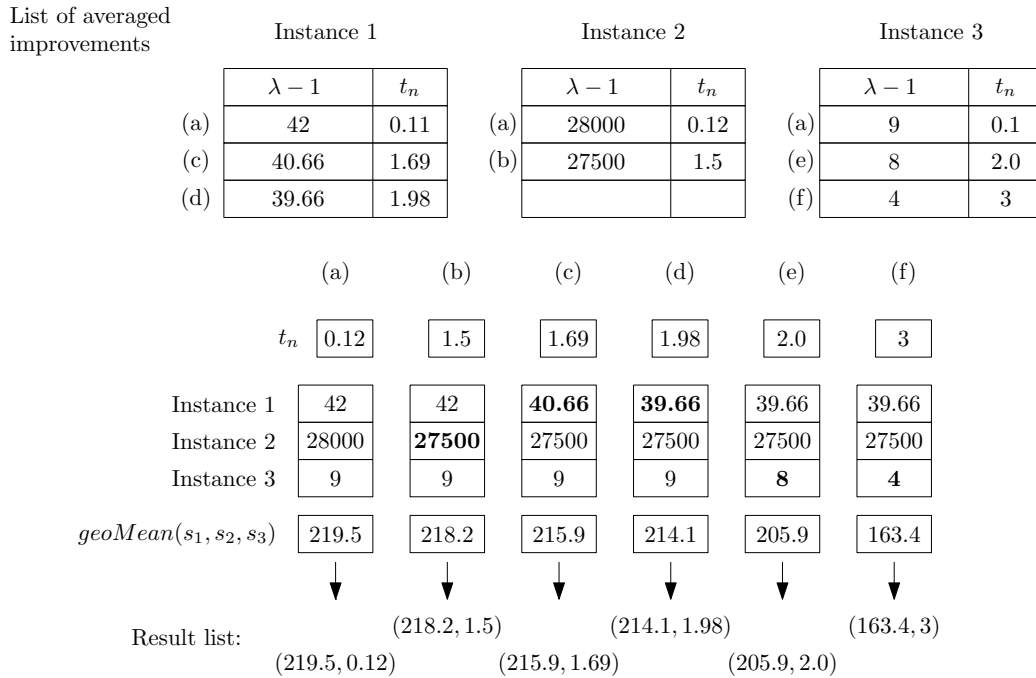 List of averaged
improvements
Instance 1 Instance 2 Instance 3
λ − 1 tₙ λ − 1 tₙ λ − 1 tₙ
(a) 42 0.11 (a) 28000 0.12 (a) 9 0.1
(c) 40.66 1.69 (b) 27500 1.5 (e) 8 2.0
(d) 39.66 1.98 (f) 4 3
(a) (b) (c) (d) (e) (f)
tₙ 0.12 1.5 1.69 1.98 2.0 3
Instance 1 42 42 40.66 39.66 39.66 39.66
Instance 2 28000 27500 27500 27500 27500 27500
Instance 3 9 9 9 9 8 4
geoMean(s₁, s₂, s₃) 219.5 218.2 215.9 214.1 205.9 163.4
Result list:
(218.2, 1.5) (214.1, 1.98) (163.4, 3)
(219.5, 0.12) (215.9, 1.69) (205.9, 2.0)